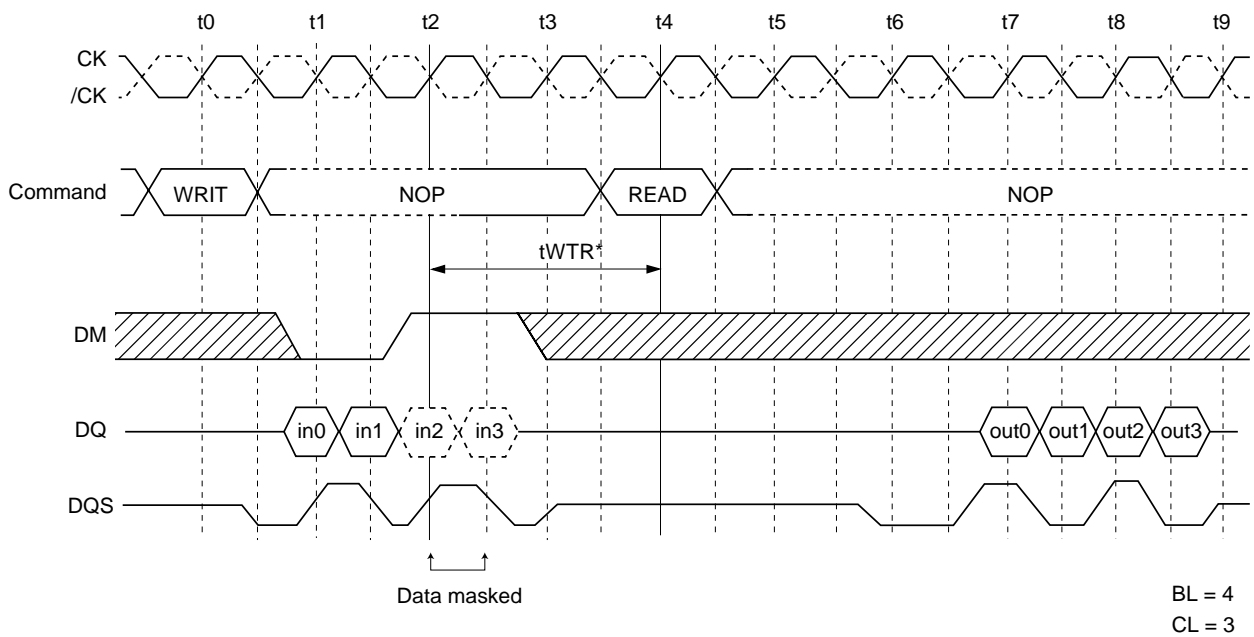 t0 t1 t2 t3 t4 t5 t6 t7 t8 t9
CK
/CK
Command WRIT NOP READ NOP
tWTR*
DM
DQ in0 in1 in2 in3 out0 out1 out2 out3
DQS
Data masked
BL = 4
CL = 3